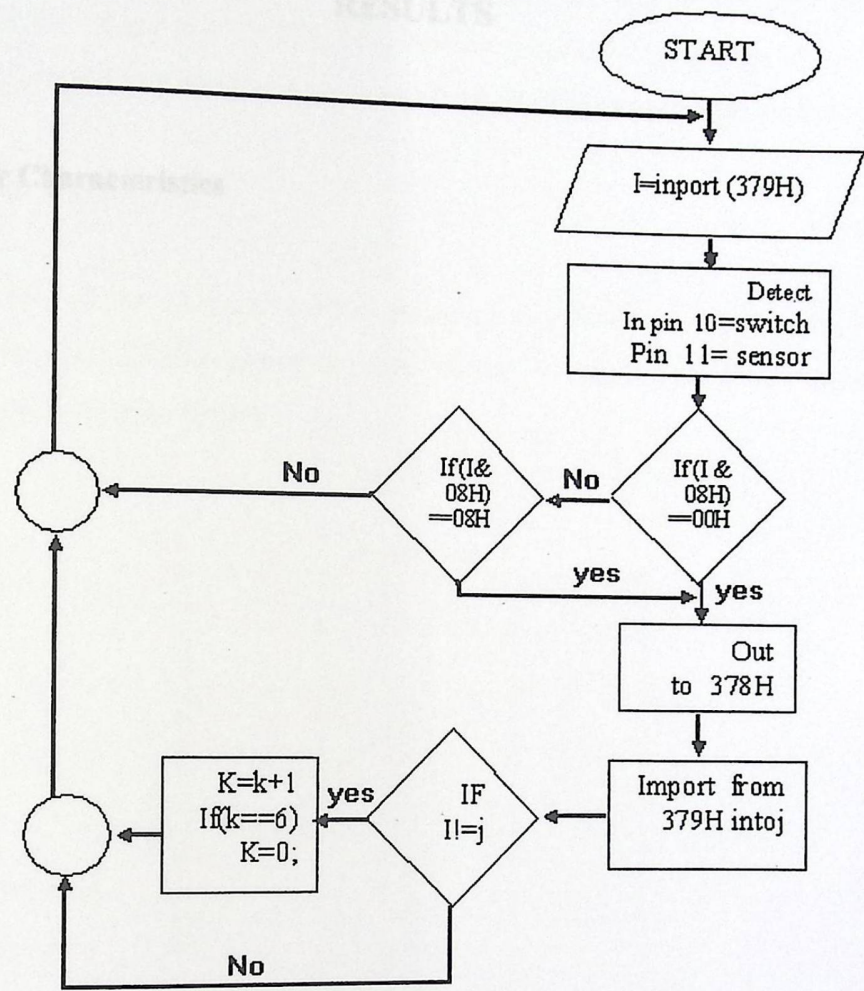 RESULTS
Characteristics
START
I=inport (379H)
Detect
In pin 10=switch
Pin 11= sensor
If(I &
08H)
==00H
No
yes
If(I&
08H)
==08H
No
yes
Out
to 378H
Import from
379H intoj
IF
I!=j
yes
No
K=k+1
If(k==6)
K=0;